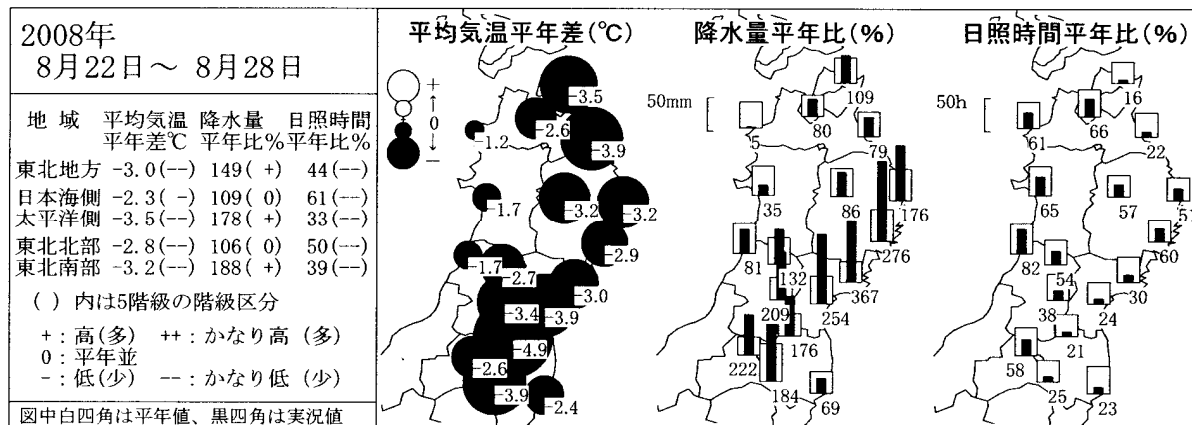 2008年
8月22日～ 8月28日
地 域 平均気温 降水量 日照時間
平年差℃ 平年比% 平年比%
東北地方 -3.0(--) 149( +) 44(--)
日本海側 -2.3( -) 109( 0) 61(--)
太平洋側 -3.5(--) 178( +) 33(--)
東北北部 -2.8(--) 106( 0) 50(--)
東北南部 -3.2(--) 188( +) 39(--)
( ) 内は5階級の階級区分
+ : 高(多) ++ : かなり高 (多)
0 : 平年並
- : 低(少) -- : かなり低 (少)
図中白四角は平年値、黒四角は実況値
平均気温平年差(℃)
+
↑
0
↓
-
-3.5
-2.6
-1.2
-3.9
-1.7
-3.2
-3.2
-2.9
-1.7
-2.7
-3.0
-3.4
-3.9
-4.9
-2.6
-3.9
-2.4
降水量平年比(%)
50mm
109
80
5
79
35
86
176
276
81
132
367
209
254
176
222
184
69
日照時間平年比(%)
50h
16
66
61
22
65
57
51
60
82
54
30
38
24
21
58
25
23